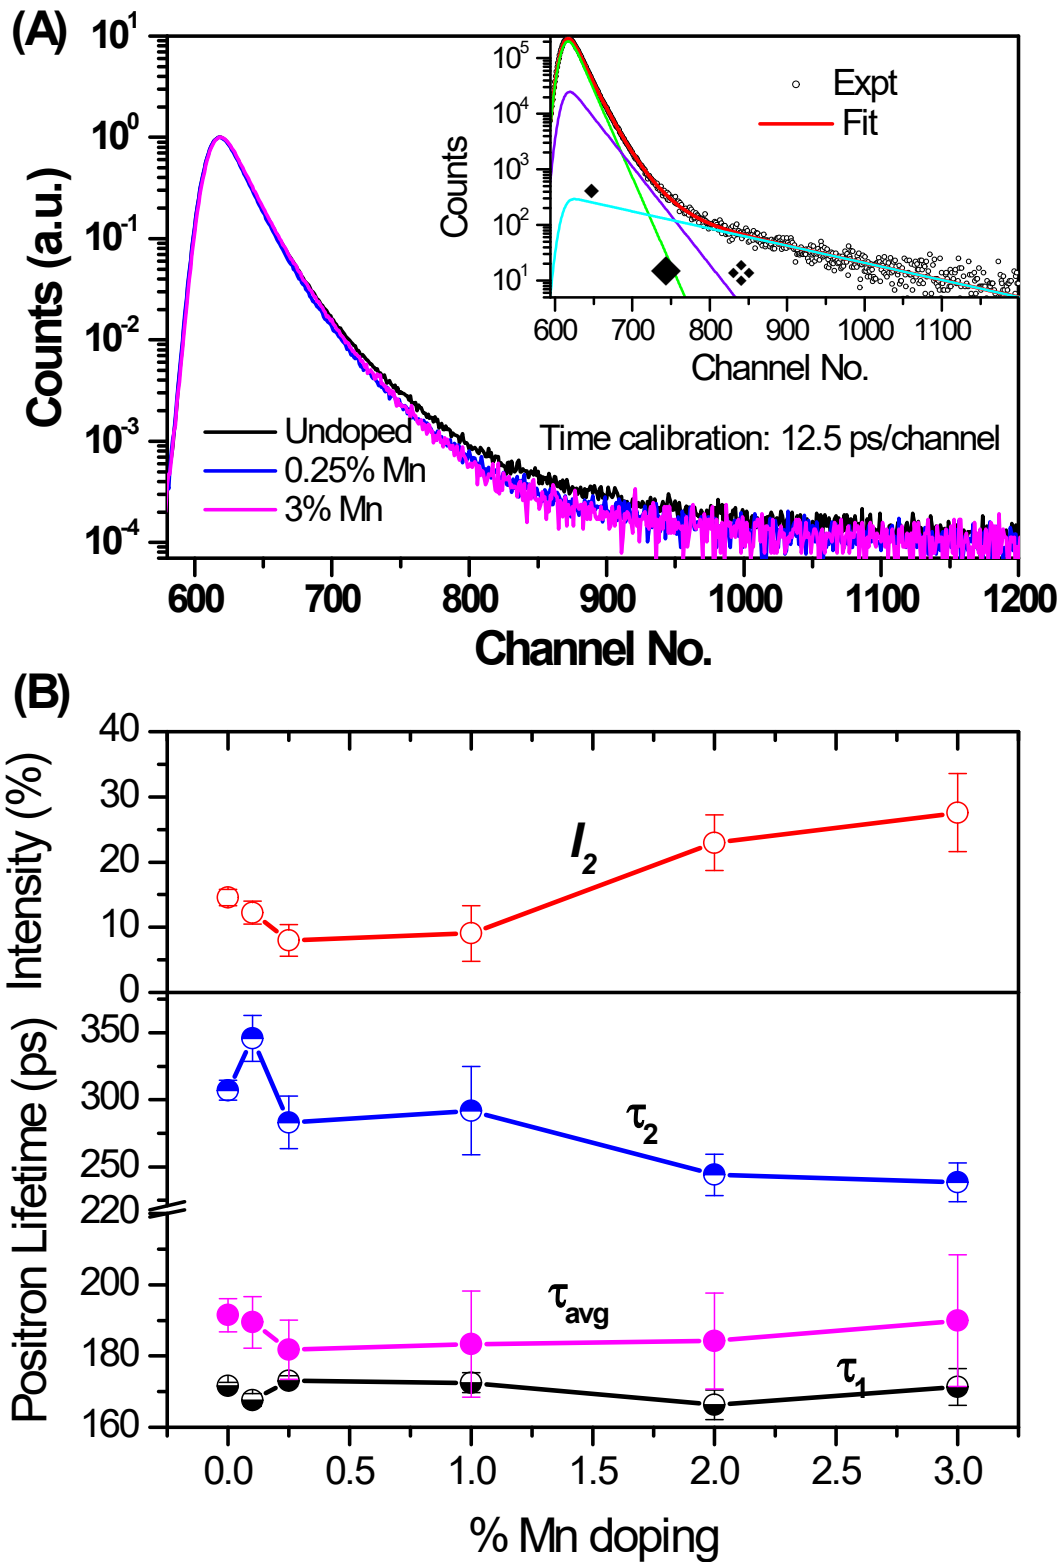 (A)
10^1
10^0
10^-1
10^-2
10^-3
10^-4
Counts (a.u.)
600 700 800 900 1000 1100 1200
Channel No.
Undoped
0.25% Mn
3% Mn
Time calibration: 12.5 ps/channel
10^5
10^4
10^3
10^2
10^1
Counts
600 700 800 900 1000 1100
Channel No.
Expt
Fit
(B)
40
30
20
10
0
Intensity (%)
I_2
350
300
250
220
200
180
160
Positron Lifetime (ps)
τ_2
τ_avg
τ_1
0.0 0.5 1.0 1.5 2.0 2.5 3.0
% Mn doping